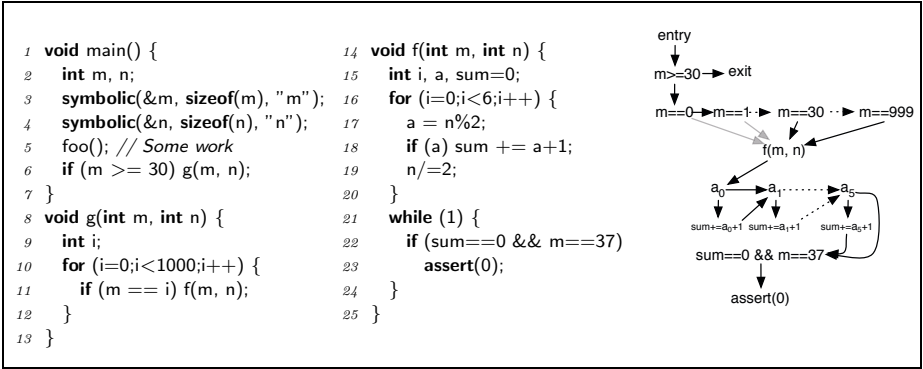 1 void main() {
2 int m, n;
3 symbolic(&m, sizeof(m), "m");
4 symbolic(&n, sizeof(n), "n");
5 foo(); // Some work
6 if (m >= 30) g(m, n);
7 }
8 void g(int m, int n) {
9 int i;
10 for (i=0;i<1000;i++) {
11 if (m == i) f(m, n);
12 }
13 }
14 void f(int m, int n) {
15 int i, a, sum=0;
16 for (i=0;i<6;i++) {
17 a = n%2;
18 if (a) sum += a+1;
19 n/=2;
20 }
21 while (1) {
22 if (sum==0 && m==37)
23 assert(0);
24 }
25 }
entry
m>=30 exit
m==0 m==1 m==30 m==999
f(m, n)
a0 a1 a5
sum+=a0+1 sum+=a1+1 sum+=a5+1
sum==0 && m==37
assert(0)